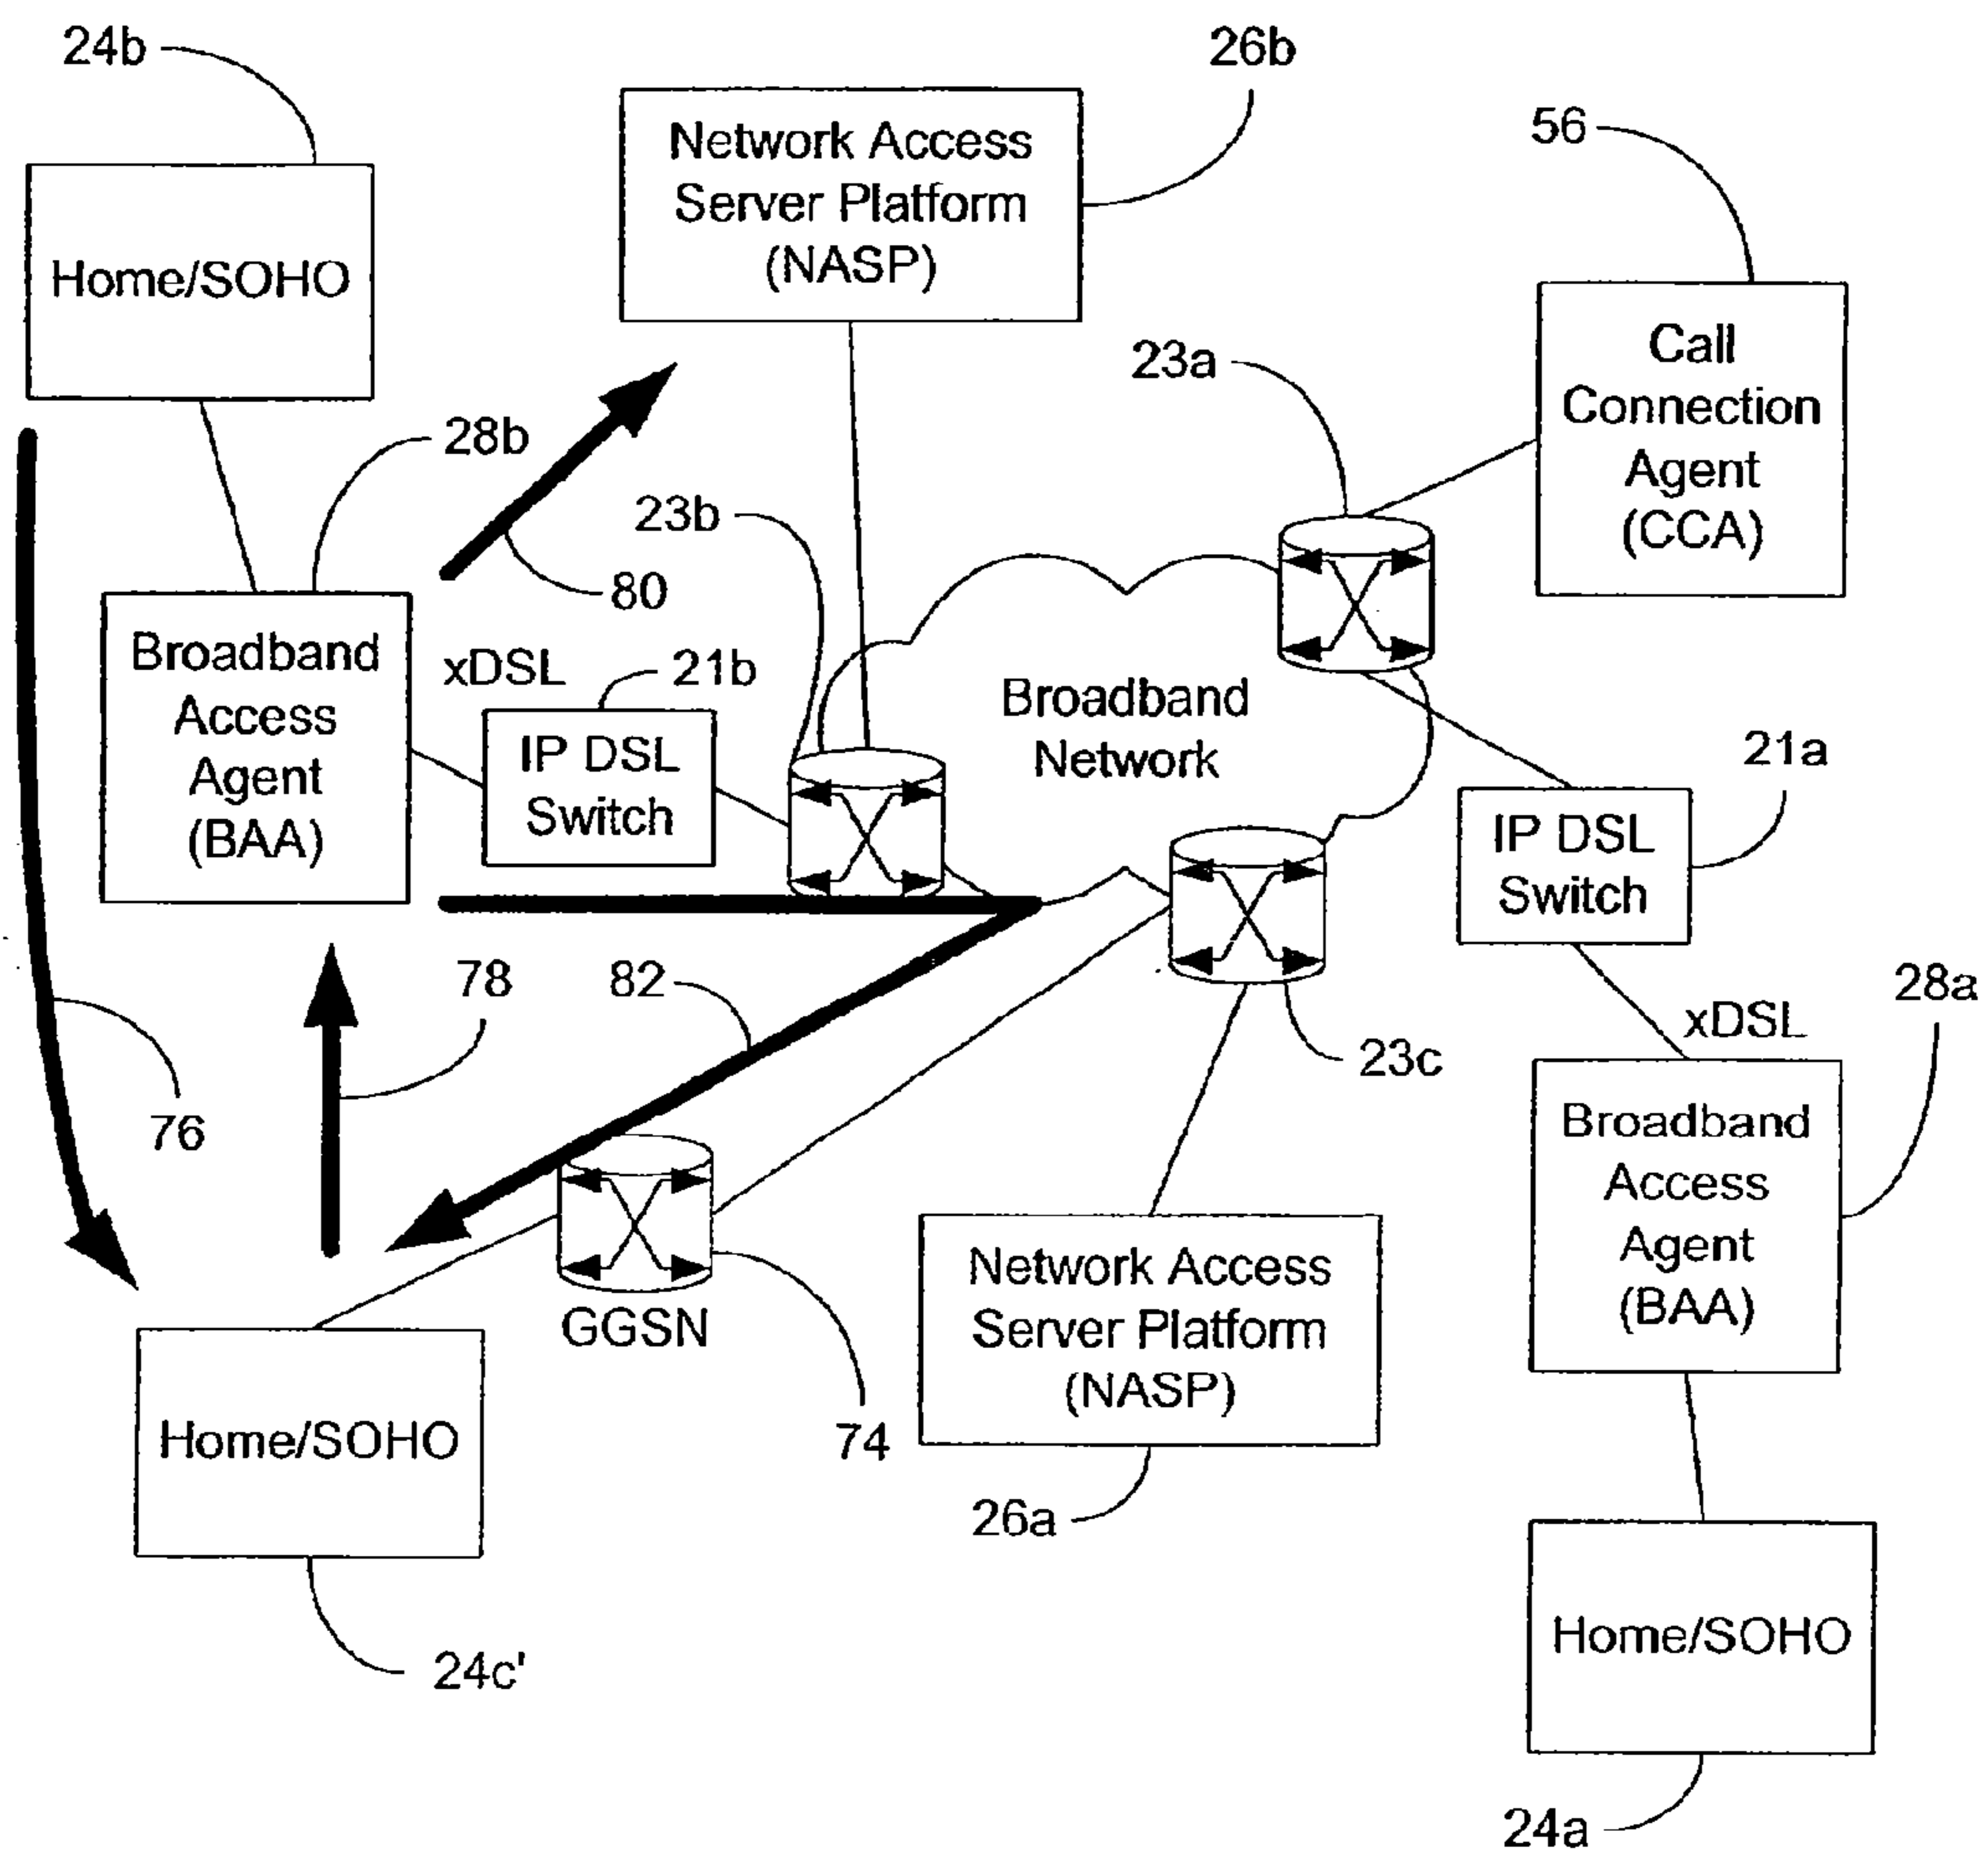 24b
26b
56
Network Access
Server Platform
(NASP)
Home/SOHO
23a
Call
Connection
Agent
(CCA)
28b
23b
80
Broadband
Access
Agent
(BAA)
xDSL
21b
IP DSL
Switch
Broadband
Network
21a
IP DSL
Switch
78
82
28a
xDSL
23c
76
Broadband
Access
Agent
(BAA)
Network Access
Server Platform
(NASP)
GGSN
Home/SOHO
74
26a
Home/SOHO
24c'
24a